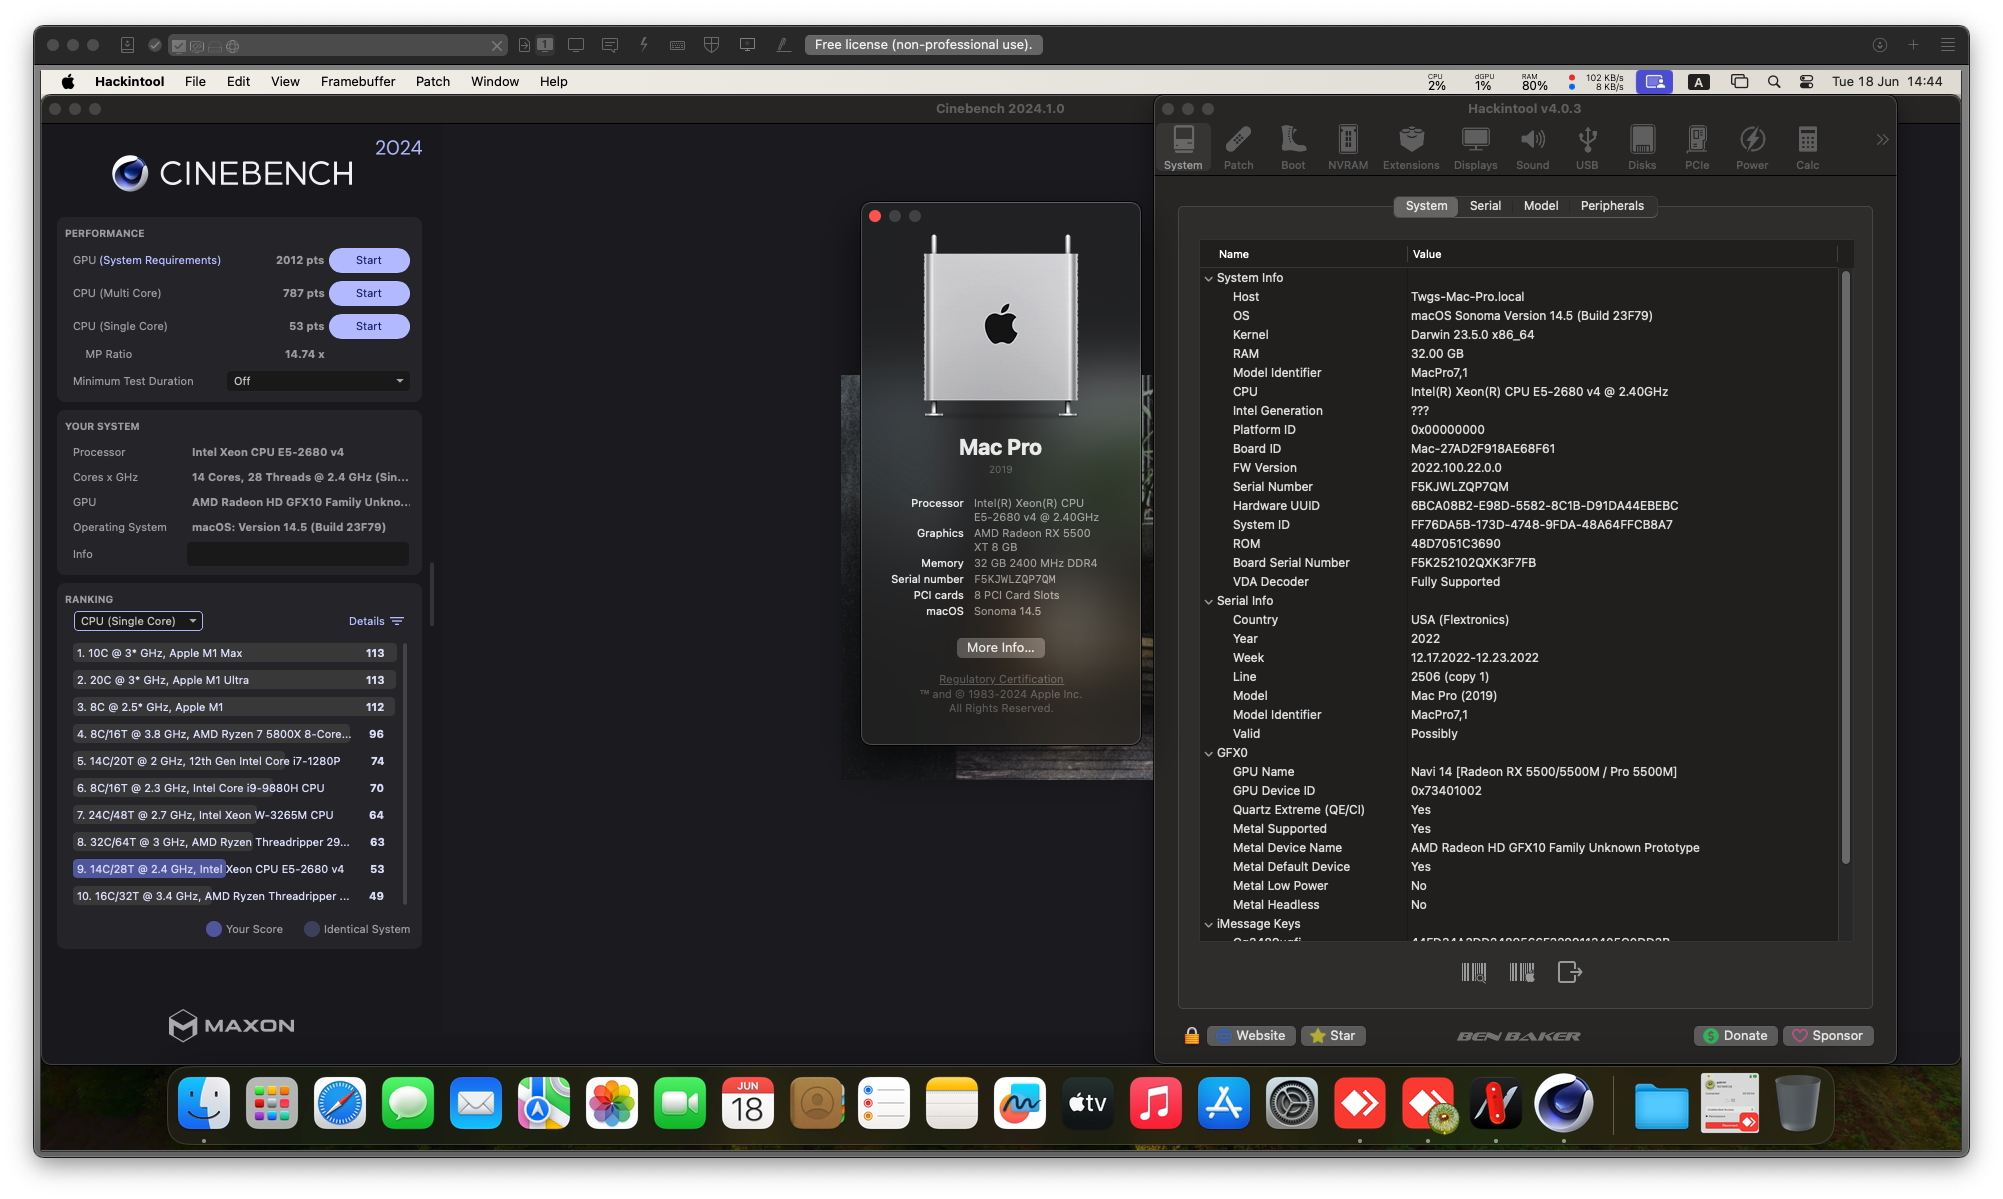 Free license (non-professional use).
Hackintool File Edit View Framebuffer Patch Window Help
CPU 2% dGPU 1% RAM 80% 102 KB/s 8 KB/s A Tue 18 Jun 14:44
Cinebench 2024.1.0
2024
CINEBENCH
PERFORMANCE
GPU (System Requirements) 2012 pts Start
CPU (Multi Core) 787 pts Start
CPU (Single Core) 53 pts Start
MP Ratio 14.74 x
Minimum Test Duration Off
YOUR SYSTEM
Processor Intel Xeon CPU E5-2680 v4
Cores x GHz 14 Cores, 28 Threads @ 2.4 GHz (Sin...
GPU AMD Radeon HD GFX10 Family Unkno...
Operating System macOS: Version 14.5 (Build 23F79)
Info
RANKING
CPU (Single Core) Details
1. 10C @ 3* GHz, Apple M1 Max 113
2. 20C @ 3* GHz, Apple M1 Ultra 113
3. 8C @ 2.5* GHz, Apple M1 112
4. 8C/16T @ 3.8 GHz, AMD Ryzen 7 5800X 8-Core... 96
5. 14C/20T @ 2 GHz, 12th Gen Intel Core i7-1280P 74
6. 8C/16T @ 2.3 GHz, Intel Core i9-9880H CPU 70
7. 24C/48T @ 2.7 GHz, Intel Xeon W-3265M CPU 64
8. 32C/64T @ 3 GHz, AMD Ryzen Threadripper 29... 63
9. 14C/28T @ 2.4 GHz, Intel Xeon CPU E5-2680 v4 53
10. 16C/32T @ 3.4 GHz, AMD Ryzen Threadripper ... 49
Your Score Identical System
MAXON
Mac Pro
2019
Processor Intel(R) Xeon(R) CPU
E5-2680 v4 @ 2.40GHz
Graphics AMD Radeon RX 5500
XT 8 GB
Memory 32 GB 2400 MHz DDR4
Serial number F5KJWLZQP7QM
PCI cards 8 PCI Card Slots
macOS Sonoma 14.5
More Info...
Regulatory Certification
™ and © 1983-2024 Apple Inc.
All Rights Reserved.
Hackintool v4.0.3
System Patch Boot NVRAM Extensions Displays Sound USB Disks PCIe Power Calc
System Serial Model Peripherals
Name Value
System Info
Host Twgs-Mac-Pro.local
OS macOS Sonoma Version 14.5 (Build 23F79)
Kernel Darwin 23.5.0 x86_64
RAM 32.00 GB
Model Identifier MacPro7,1
CPU Intel(R) Xeon(R) CPU E5-2680 v4 @ 2.40GHz
Intel Generation ???
Platform ID 0x00000000
Board ID Mac-27AD2F918AE68F61
FW Version 2022.100.22.0.0
Serial Number F5KJWLZQP7QM
Hardware UUID 6BCA08B2-E98D-5582-8C1B-D91DA44EBEBC
System ID FF76DA5B-173D-4748-9FDA-48A64FFCB8A7
ROM 48D7051C3690
Board Serial Number F5K252102QXK3F7FB
VDA Decoder Fully Supported
Serial Info
Country USA (Flextronics)
Year 2022
Week 12.17.2022-12.23.2022
Line 2506 (copy 1)
Model Mac Pro (2019)
Model Identifier MacPro7,1
Valid Possibly
GFX0
GPU Name Navi 14 [Radeon RX 5500/5500M / Pro 5500M]
GPU Device ID 0x73401002
Quartz Extreme (QE/CI) Yes
Metal Supported Yes
Metal Device Name AMD Radeon HD GFX10 Family Unknown Prototype
Metal Default Device Yes
Metal Low Power No
Metal Headless No
iMessage Keys
Website Star BEN BAKER Donate Sponsor
JUN
18
tv